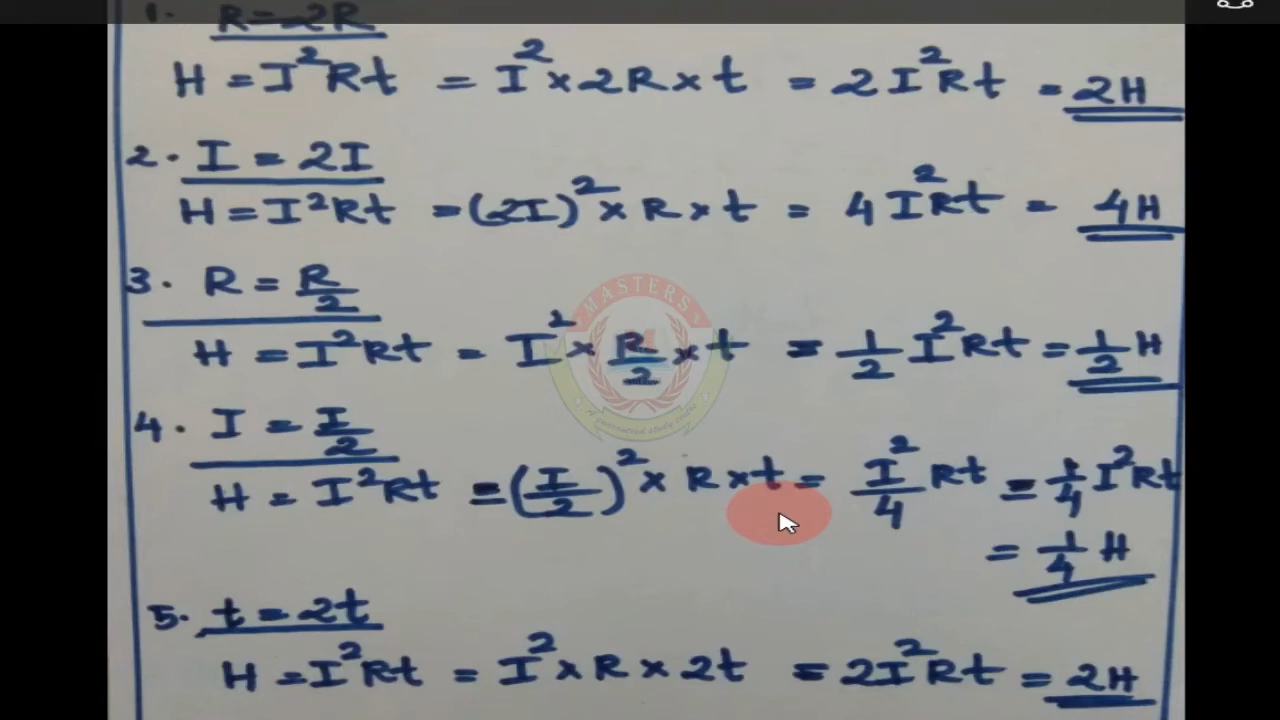 1. R = 2R
H = I²Rt = I² × 2R × t = 2I²Rt = 2H
2. I = 2I
H = I²Rt = (2I)² × R × t = 4I²Rt = 4H
3. R = R/2
H = I²Rt = I² × R/2 × t = 1/2 I²Rt = 1/2 H
MASTERS
4. I = I/2
H = I²Rt = (I/2)² × R × t = I²/4 Rt = 1/4 I²Rt
= 1/4 H
5. t = 2t
H = I²Rt = I² × R × 2t = 2I²Rt = 2H